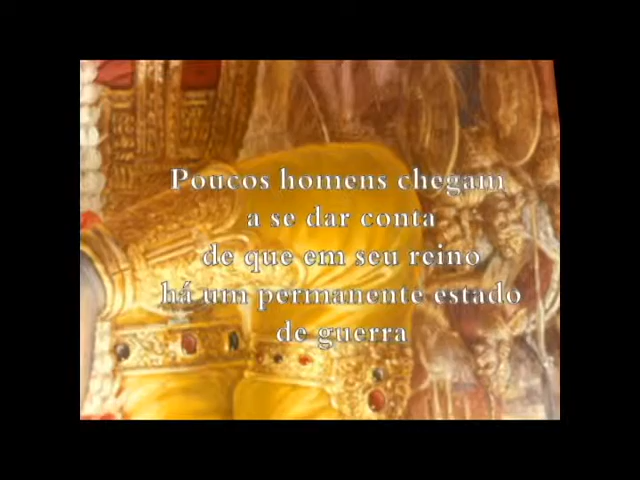 Poucos homens chegam
a se dar conta
de que em seu reino
há um permanente estado
de guerra